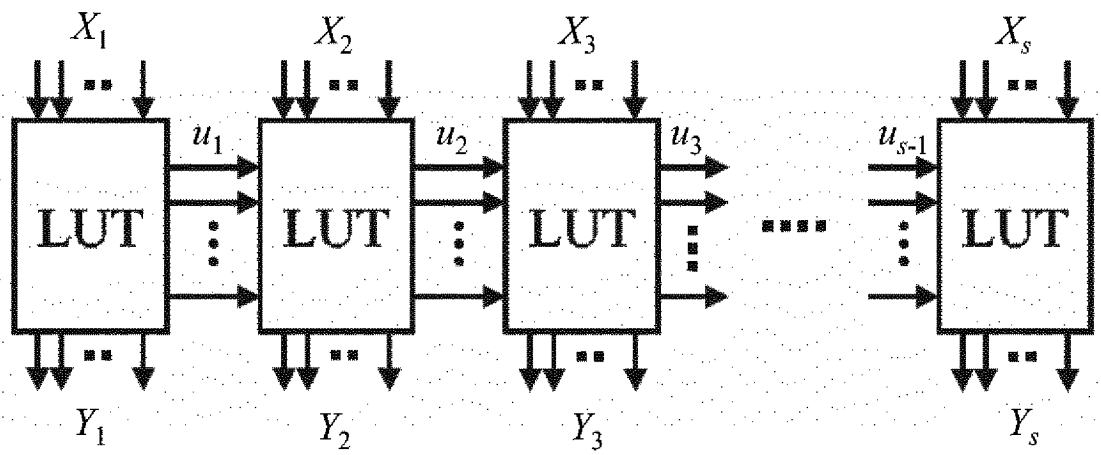 X₁ X₂ X₃ Xₛ
u₁ u₂ u₃ uₛ₋₁
LUT LUT LUT LUT
Y₁ Y₂ Y₃ Yₛ